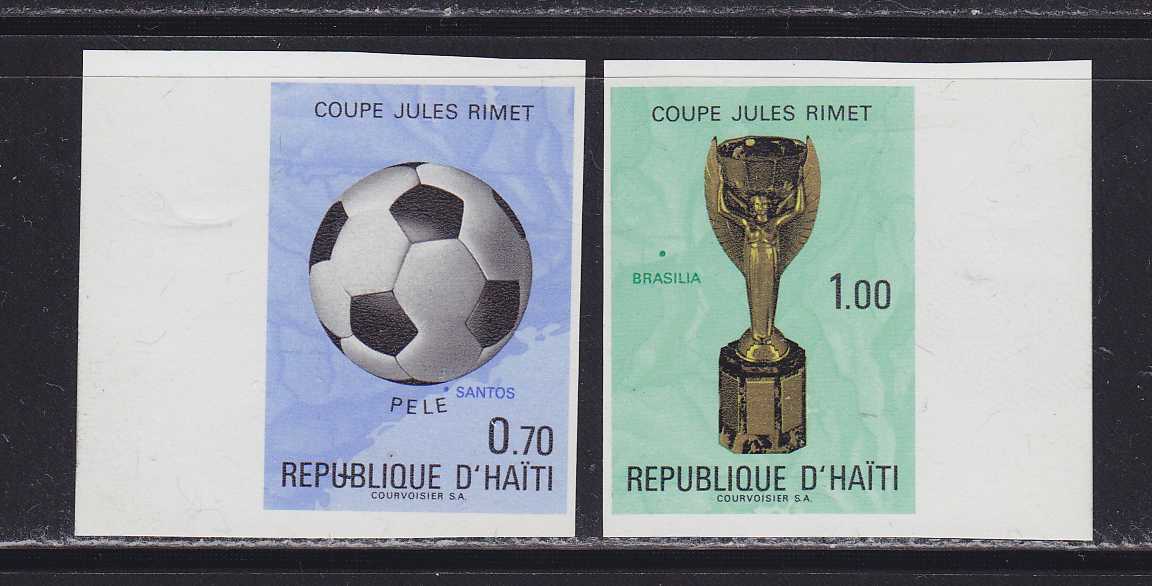 COUPE JULES RIMET
SANTOS
PELE
0.70
REPUBLIQUE D'HAÏTI
COURVOISIER S.A.
COUPE JULES RIMET
BRASILIA
1.00
REPUBLIQUE D'HAÏTI
COURVOISIER S.A.